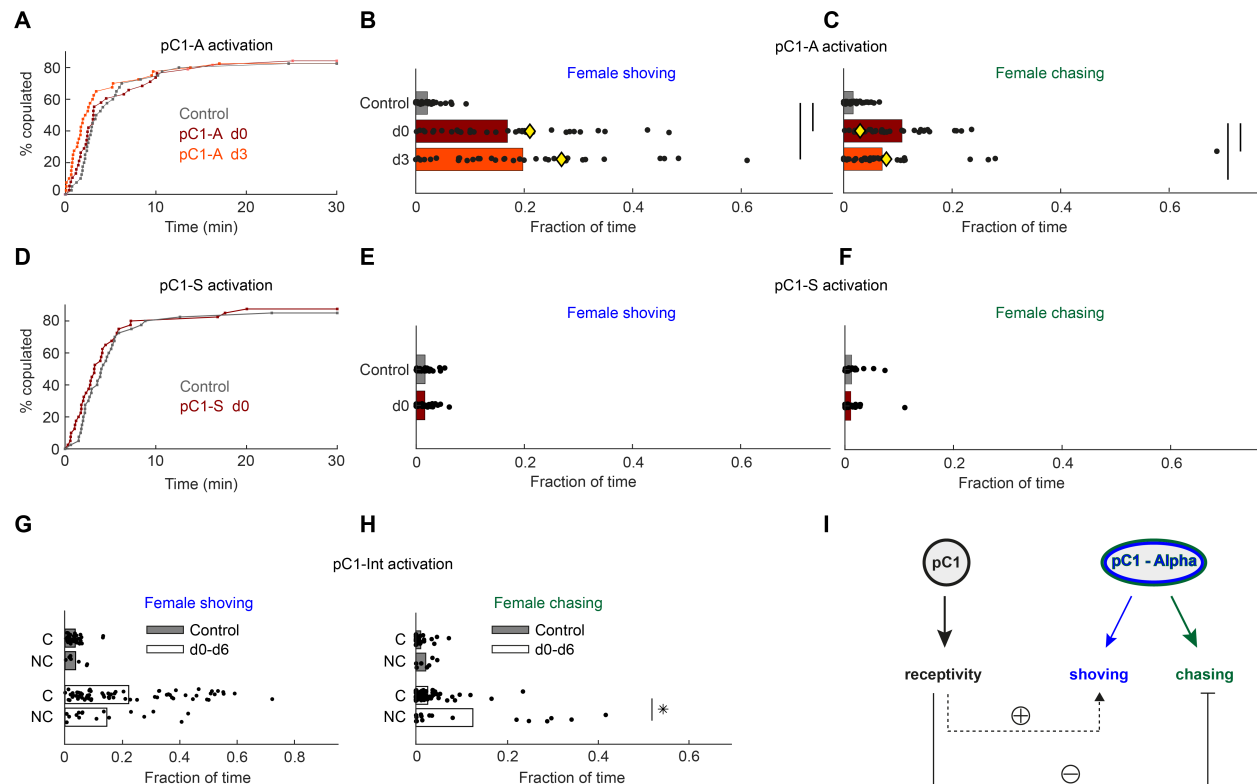 A
pC1-A activation
% copulated
80
60
40
20
0
Control
pC1-A d0
pC1-A d3
0 10 20 30
Time (min)
B
C
pC1-A activation
Female shoving
Female chasing
Control
d0
d3
0 0.2 0.4 0.6
Fraction of time
0 0.2 0.4 0.6
Fraction of time
D
pC1-S activation
% copulated
80
60
40
20
0
Control
pC1-S d0
0 10 20 30
Time (min)
E
F
pC1-S activation
Female shoving
Female chasing
Control
d0
0 0.2 0.4 0.6
Fraction of time
0 0.2 0.4 0.6
Fraction of time
G
H
pC1-Int activation
Female shoving
Control
d0-d6
C
NC
C
NC
0 0.2 0.4 0.6 0.8
Fraction of time
Female chasing
Control
d0-d6
C
NC
C
NC
*
0 0.2 0.4 0.6
Fraction of time
I
pC1
pC1 - Alpha
receptivity
shoving
chasing
+
−